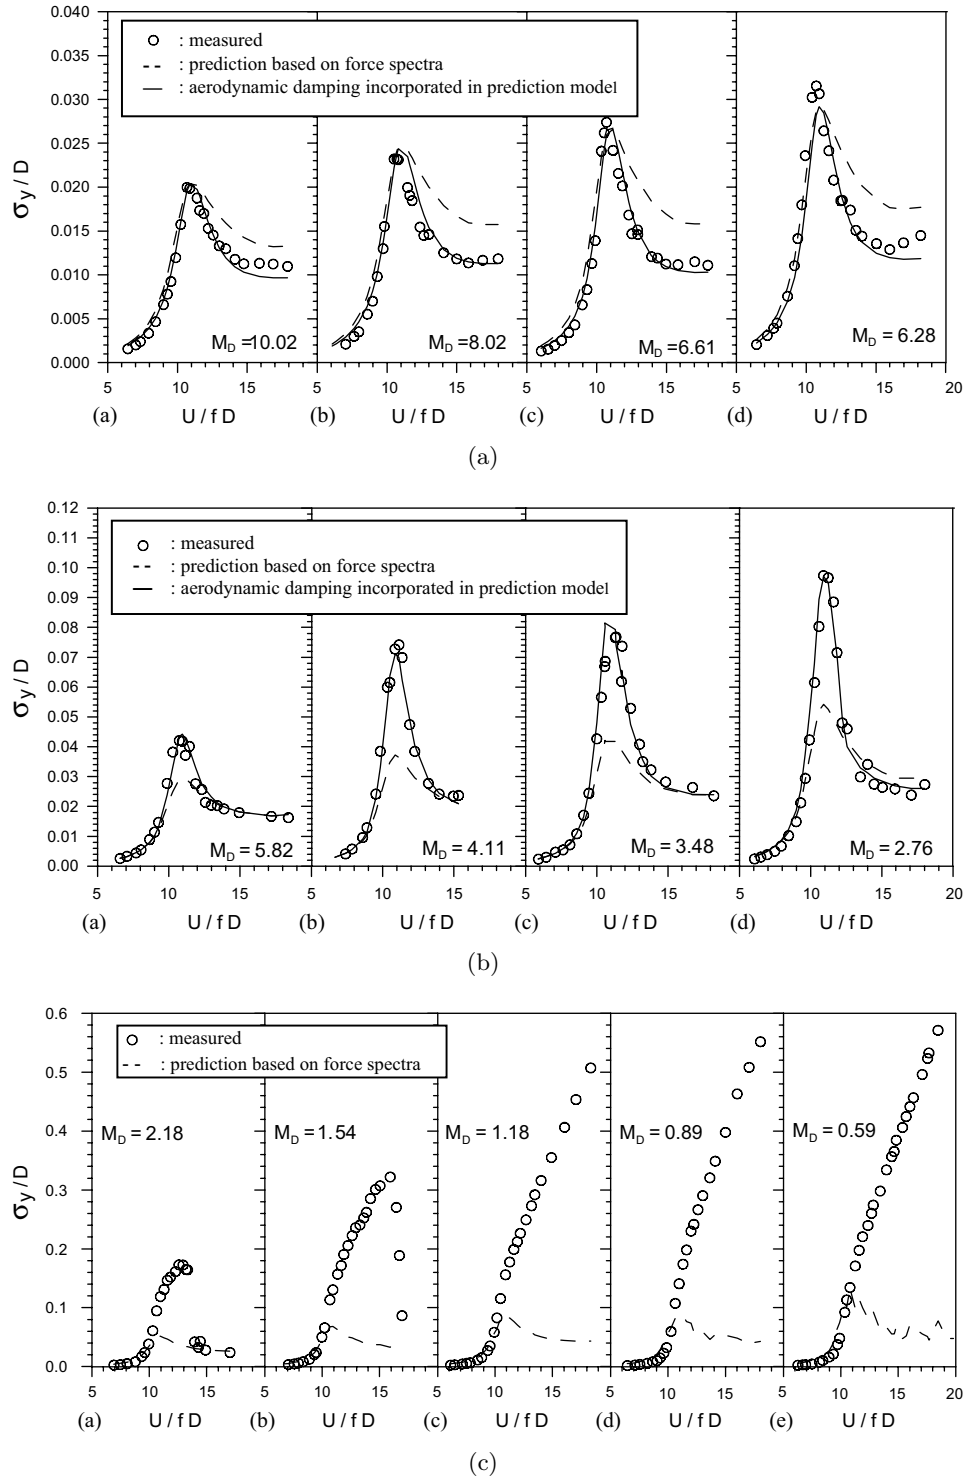 0.040
0.035
0.030
0.025
0.020
0.015
0.010
0.005
0.000
σy / D
: measured
: prediction based on force spectra
: aerodynamic damping incorporated in prediction model
MD =10.02
MD =8.02
MD =6.61
MD =6.28
5 10 15 5 10 15 5 10 15 5 10 15 20
(a) U / f D (b) U / f D (c) U / f D (d) U / f D
(a)
0.12
0.11
0.10
0.09
0.08
0.07
0.06
0.05
0.04
0.03
0.02
0.01
0.00
σy / D
: measured
: prediction based on force spectra
: aerodynamic damping incorporated in prediction model
MD = 5.82
MD = 4.11
MD = 3.48
MD = 2.76
5 10 15 5 10 15 5 10 15 5 10 15 20
(a) U / f D (b) U / f D (c) U / f D (d) U / f D
(b)
0.6
0.5
0.4
0.3
0.2
0.1
0.0
σy / D
: measured
: prediction based on force spectra
MD = 2.18
MD = 1.54
MD = 1.18
MD = 0.89
MD = 0.59
5 10 15 5 10 15 5 10 15 5 10 15 5 10 15 20
(a) U / f D (b) U / f D (c) U / f D (d) U / f D (e) U / f D
(c)